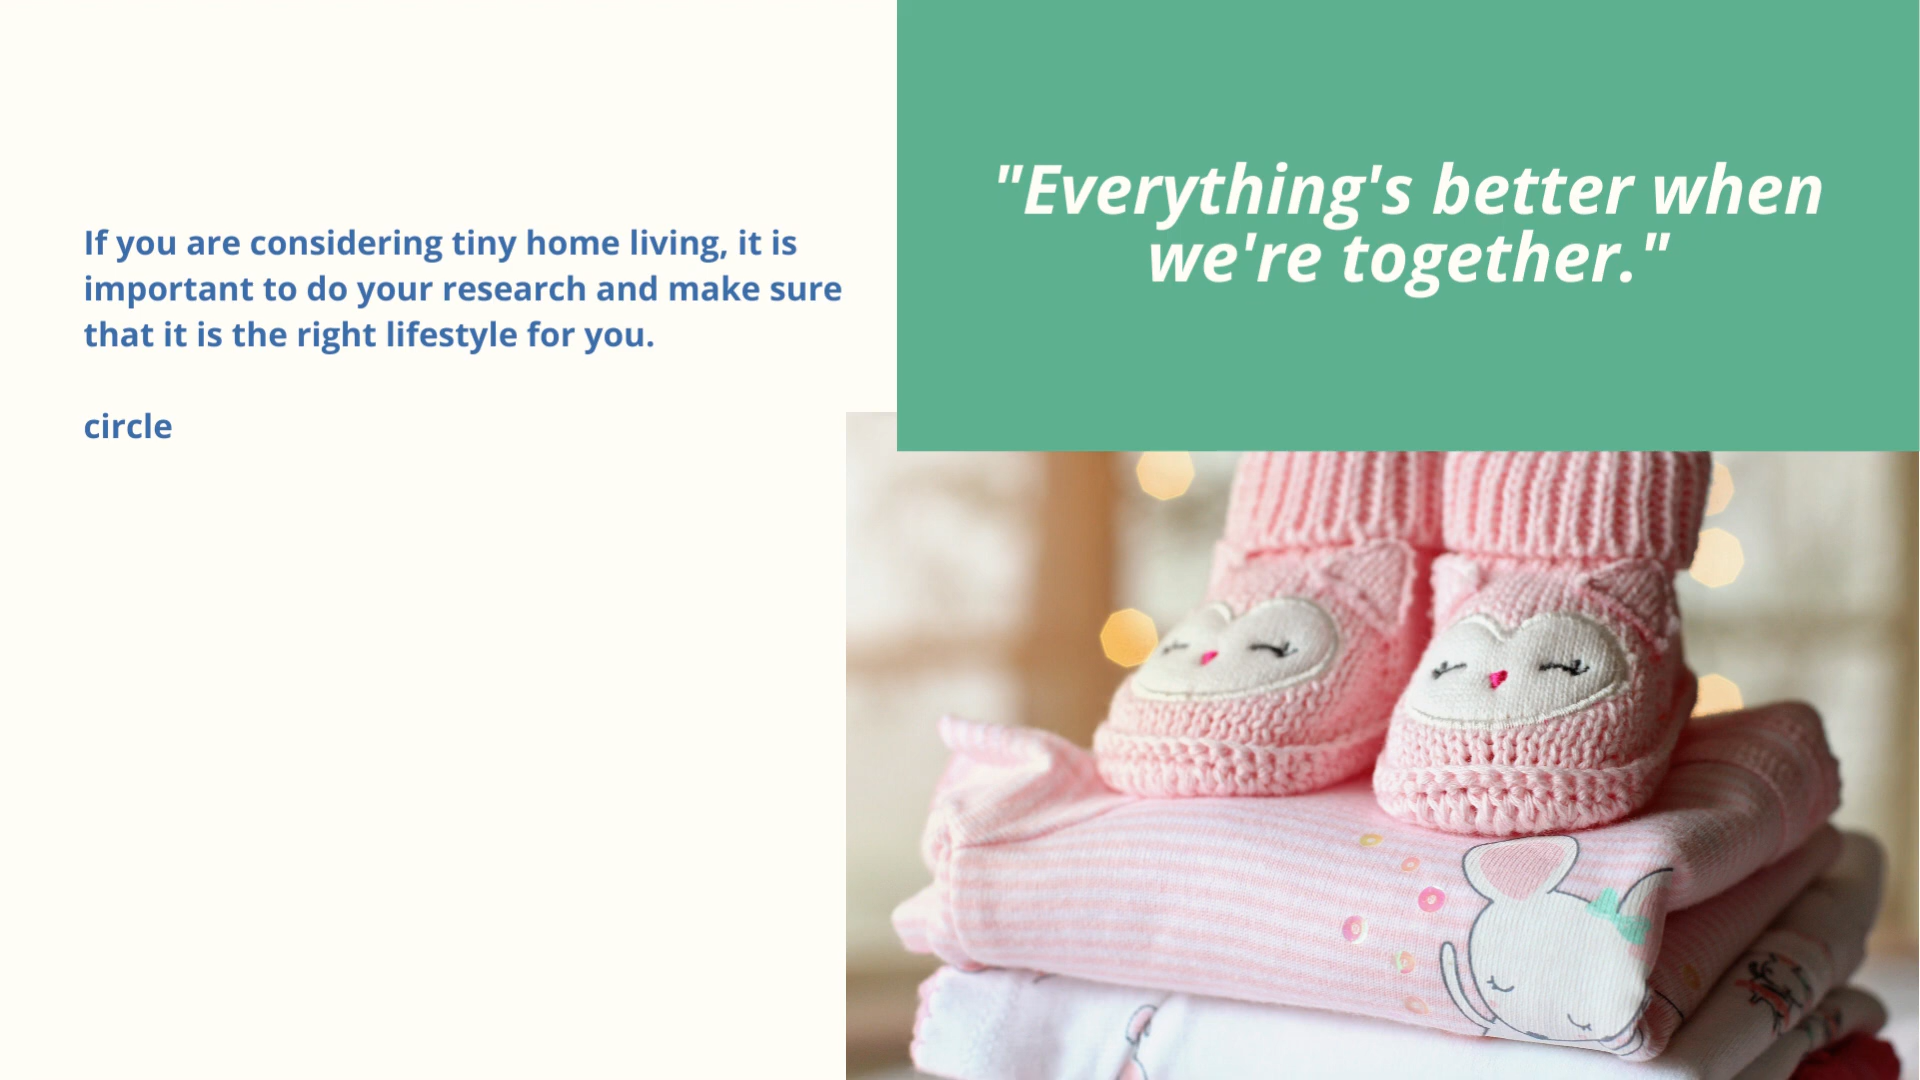 If you are considering tiny home living, it is
important to do your research and make sure
that it is the right lifestyle for you.
circle
"Everything's better when
we're together."